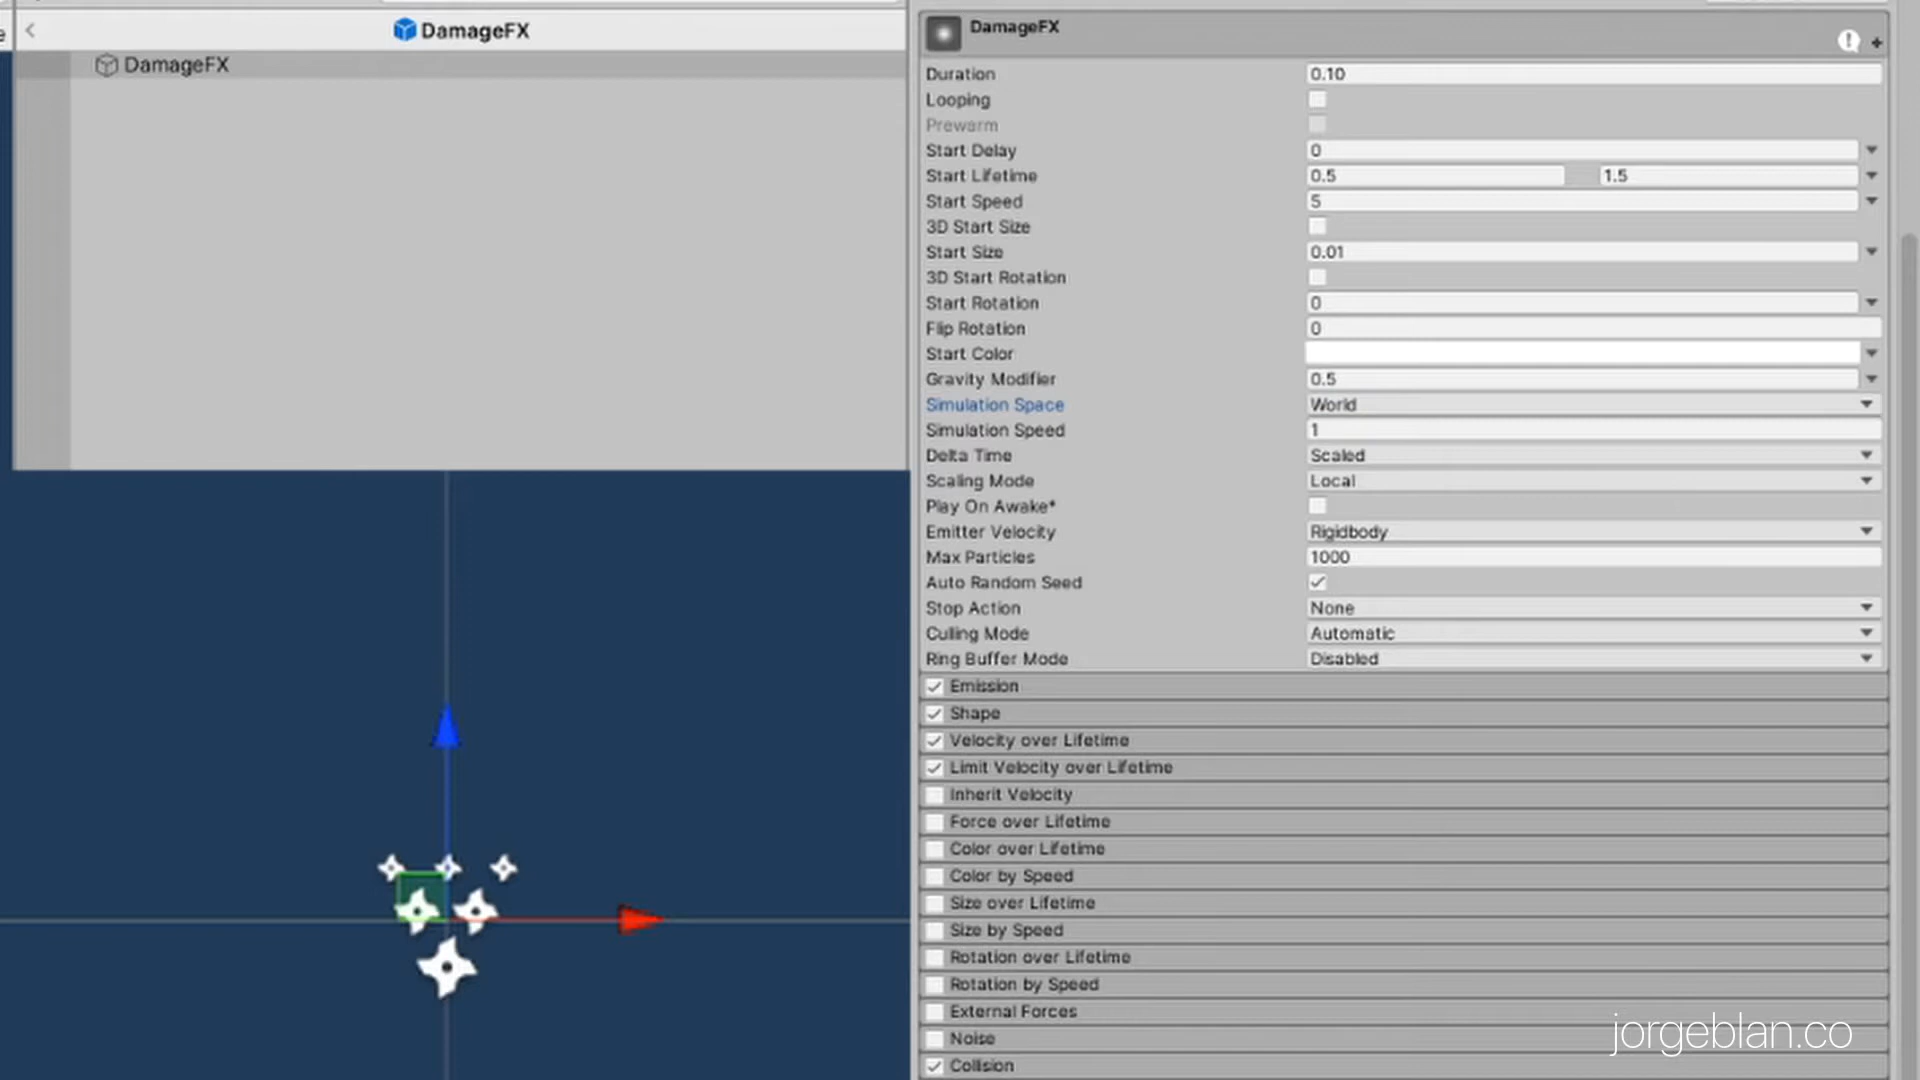 e
DamageFX
DamageFX
DamageFX
Duration 0.10
Looping
Prewarm
Start Delay 0
Start Lifetime 0.5 1.5
Start Speed 5
3D Start Size
Start Size 0.01
3D Start Rotation
Start Rotation 0
Flip Rotation 0
Start Color
Gravity Modifier 0.5
Simulation Space World
Simulation Speed 1
Delta Time Scaled
Scaling Mode Local
Play On Awake*
Emitter Velocity Rigidbody
Max Particles 1000
Auto Random Seed
Stop Action None
Culling Mode Automatic
Ring Buffer Mode Disabled
Emission
Shape
Velocity over Lifetime
Limit Velocity over Lifetime
Inherit Velocity
Force over Lifetime
Color over Lifetime
Color by Speed
Size over Lifetime
Size by Speed
Rotation over Lifetime
Rotation by Speed
External Forces
Noise
Collision
jorgeblan.co